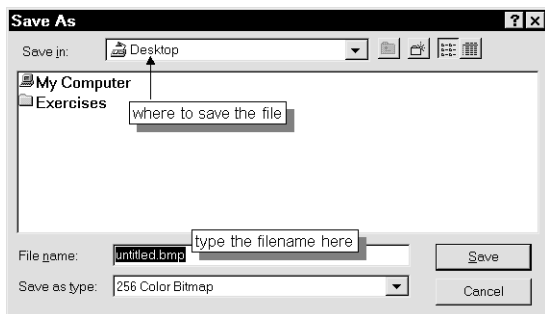 Save As
Save in: Desktop
My Computer
Exercises
where to save the file
type the filename here
File name: untitled.bmp
Save
Save as type: 256 Color Bitmap
Cancel